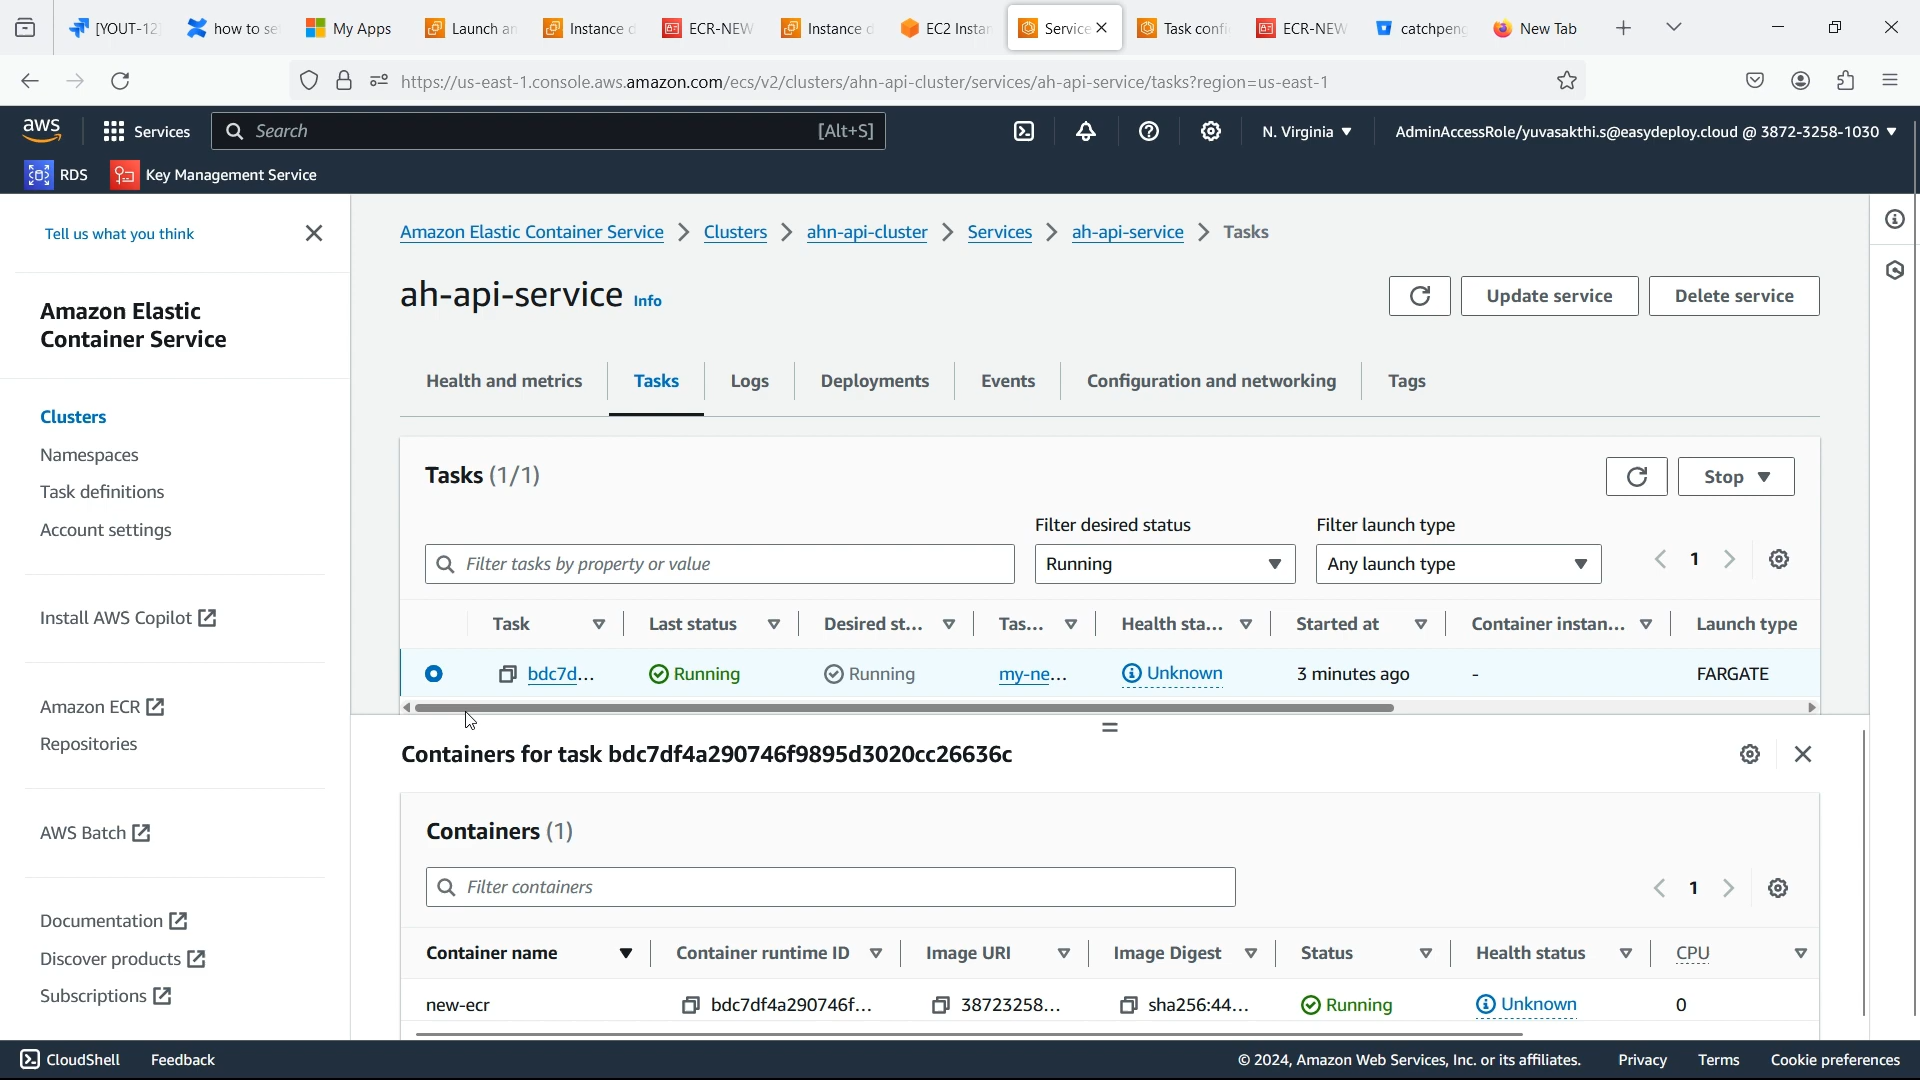 [YOUT-12
how to se
My Apps
Launch an
Instance d
ECR-NEW
Instance d
EC2 Instan
Service
Task confi
ECR-NEW
catchpeng
New Tab
https://us-east-1.console.aws.amazon.com/ecs/v2/clusters/ahn-api-cluster/services/ah-api-service/tasks?region=us-east-1
aws
Services
Search
[Alt+S]
N. Virginia
AdminAccessRole/yuvasakthi.s@easydeploy.cloud @ 3872-3258-1030
RDS
Key Management Service
Tell us what you think
Amazon Elastic
Container Service
Clusters
Namespaces
Task definitions
Account settings
Install AWS Copilot
Amazon ECR
Repositories
AWS Batch
Documentation
Discover products
Subscriptions
Amazon Elastic Container Service
Clusters
ahn-api-cluster
Services
ah-api-service
Tasks
ah-api-service Info
Update service
Delete service
Health and metrics
Tasks
Logs
Deployments
Events
Configuration and networking
Tags
Tasks (1/1)
Stop
Filter desired status
Filter launch type
Filter tasks by property or value
Running
Any launch type
1
Task
Last status
Desired st...
Tas...
Health sta...
Started at
Container instan...
Launch type
bdc7d...
Running
Running
my-ne...
Unknown
3 minutes ago
-
FARGATE
Containers for task bdc7df4a290746f9895d3020cc26636c
Containers (1)
Filter containers
1
Container name
Container runtime ID
Image URI
Image Digest
Status
Health status
CPU
new-ecr
bdc7df4a290746f...
38723258...
sha256:44...
Running
Unknown
0
CloudShell
Feedback
© 2024, Amazon Web Services, Inc. or its affiliates.
Privacy
Terms
Cookie preferences